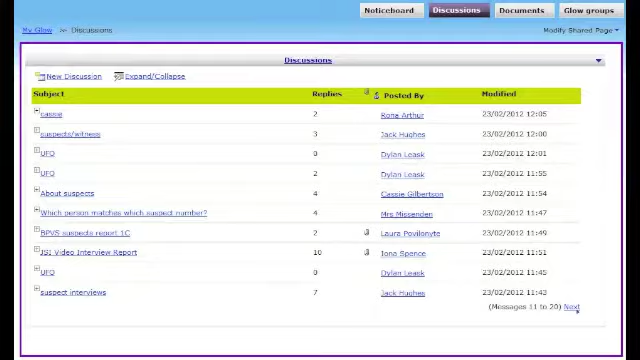 Noticeboard Discussions Documents Glow groups
My Glow >> Discussions Modify Shared Page
Discussions
New Discussion Expand/Collapse
Subject Replies Posted By Modified
cassie 2 Rona Arthur 23/02/2012 12:05
suspects/witness 3 Jack Hughes 23/02/2012 12:00
UFO 0 Dylan Leask 23/02/2012 12:01
UFO 2 Dylan Leask 23/02/2012 11:55
About suspects 4 Cassie Gilbertson 23/02/2012 11:54
Which person matches which suspect number? 4 Mrs Missenden 23/02/2012 11:47
BPVS suspects report 1C 2 Laura Povilonyte 23/02/2012 11:49
JSI Video Interview Report 10 Iona Spence 23/02/2012 11:51
UFO 0 Dylan Leask 23/02/2012 11:45
suspect interviews 7 Jack Hughes 23/02/2012 11:43
(Messages 11 to 20) Next